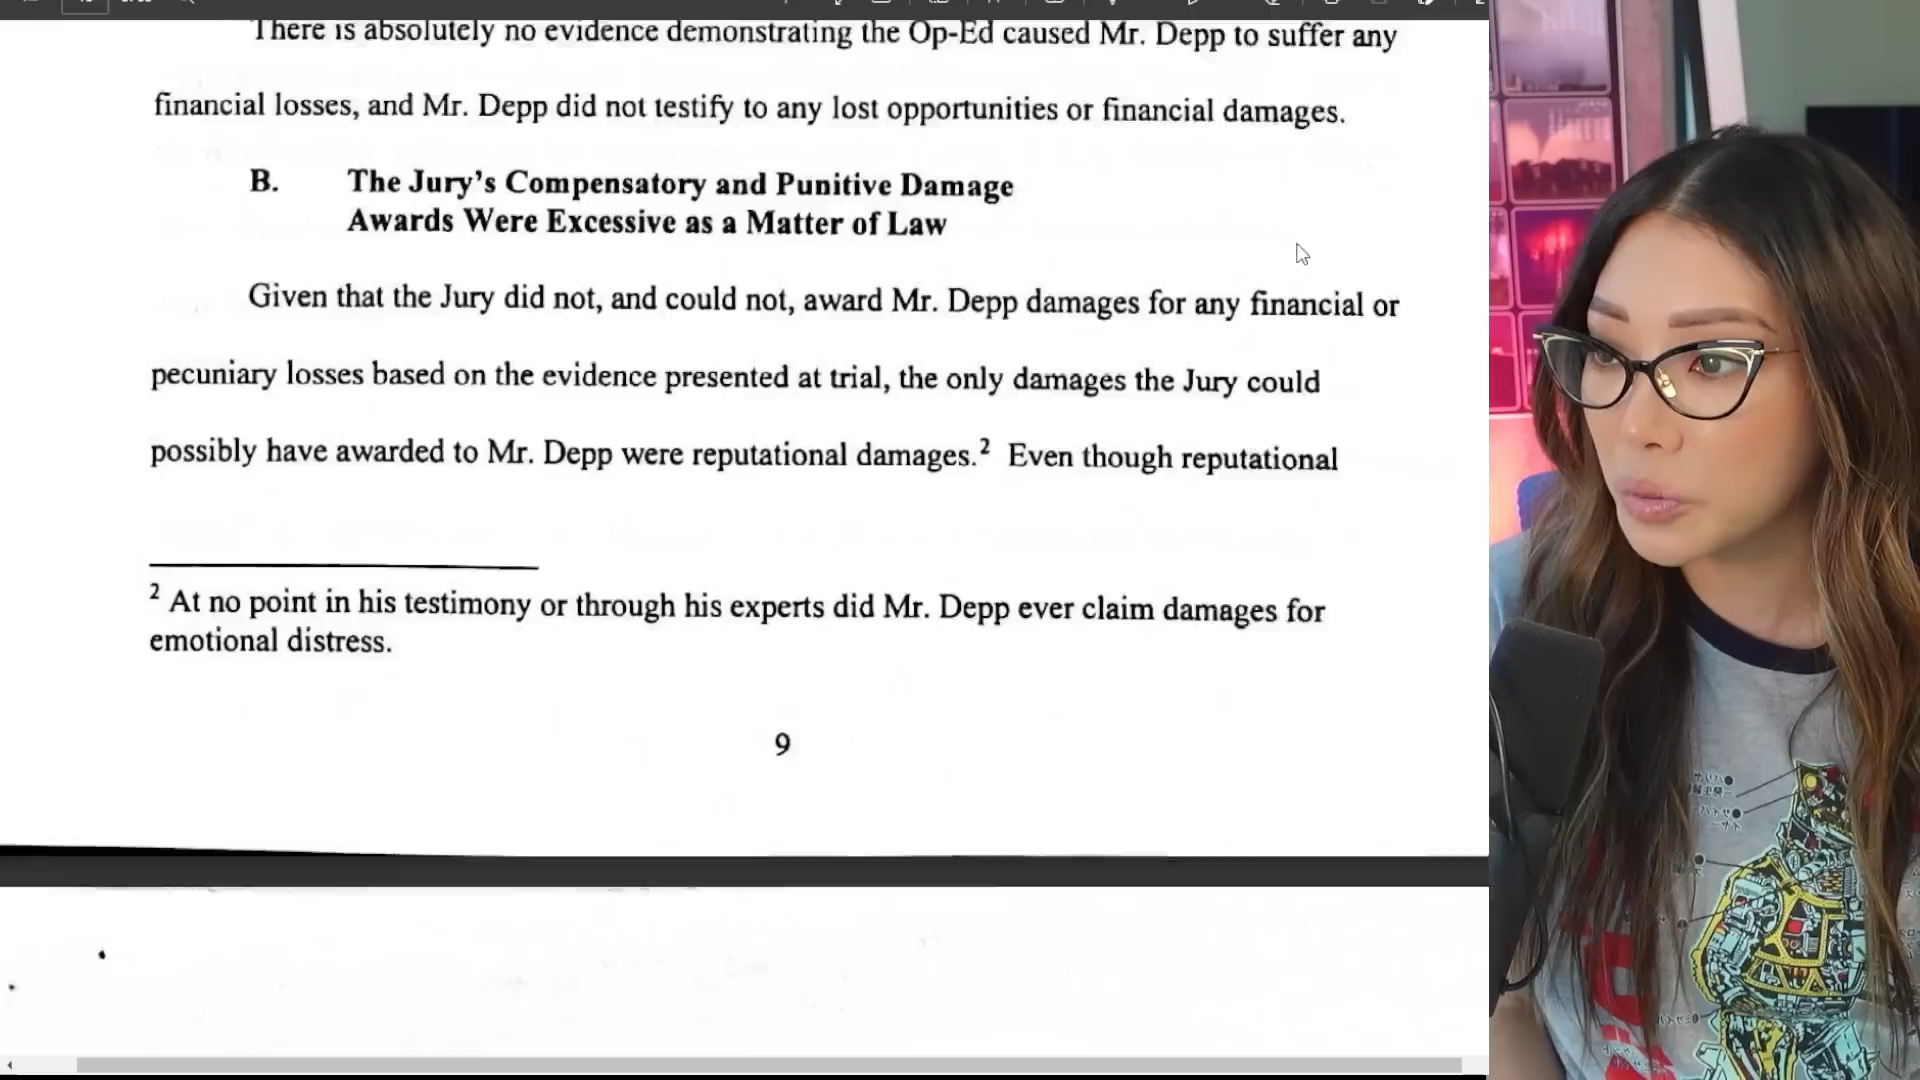 There is absolutely no evidence demonstrating the Op-Ed caused Mr. Depp to suffer any
financial losses, and Mr. Depp did not testify to any lost opportunities or financial damages.
B. The Jury's Compensatory and Punitive Damage
Awards Were Excessive as a Matter of Law
Given that the Jury did not, and could not, award Mr. Depp damages for any financial or
pecuniary losses based on the evidence presented at trial, the only damages the Jury could
possibly have awarded to Mr. Depp were reputational damages.² Even though reputational
² At no point in his testimony or through his experts did Mr. Depp ever claim damages for
emotional distress.
9